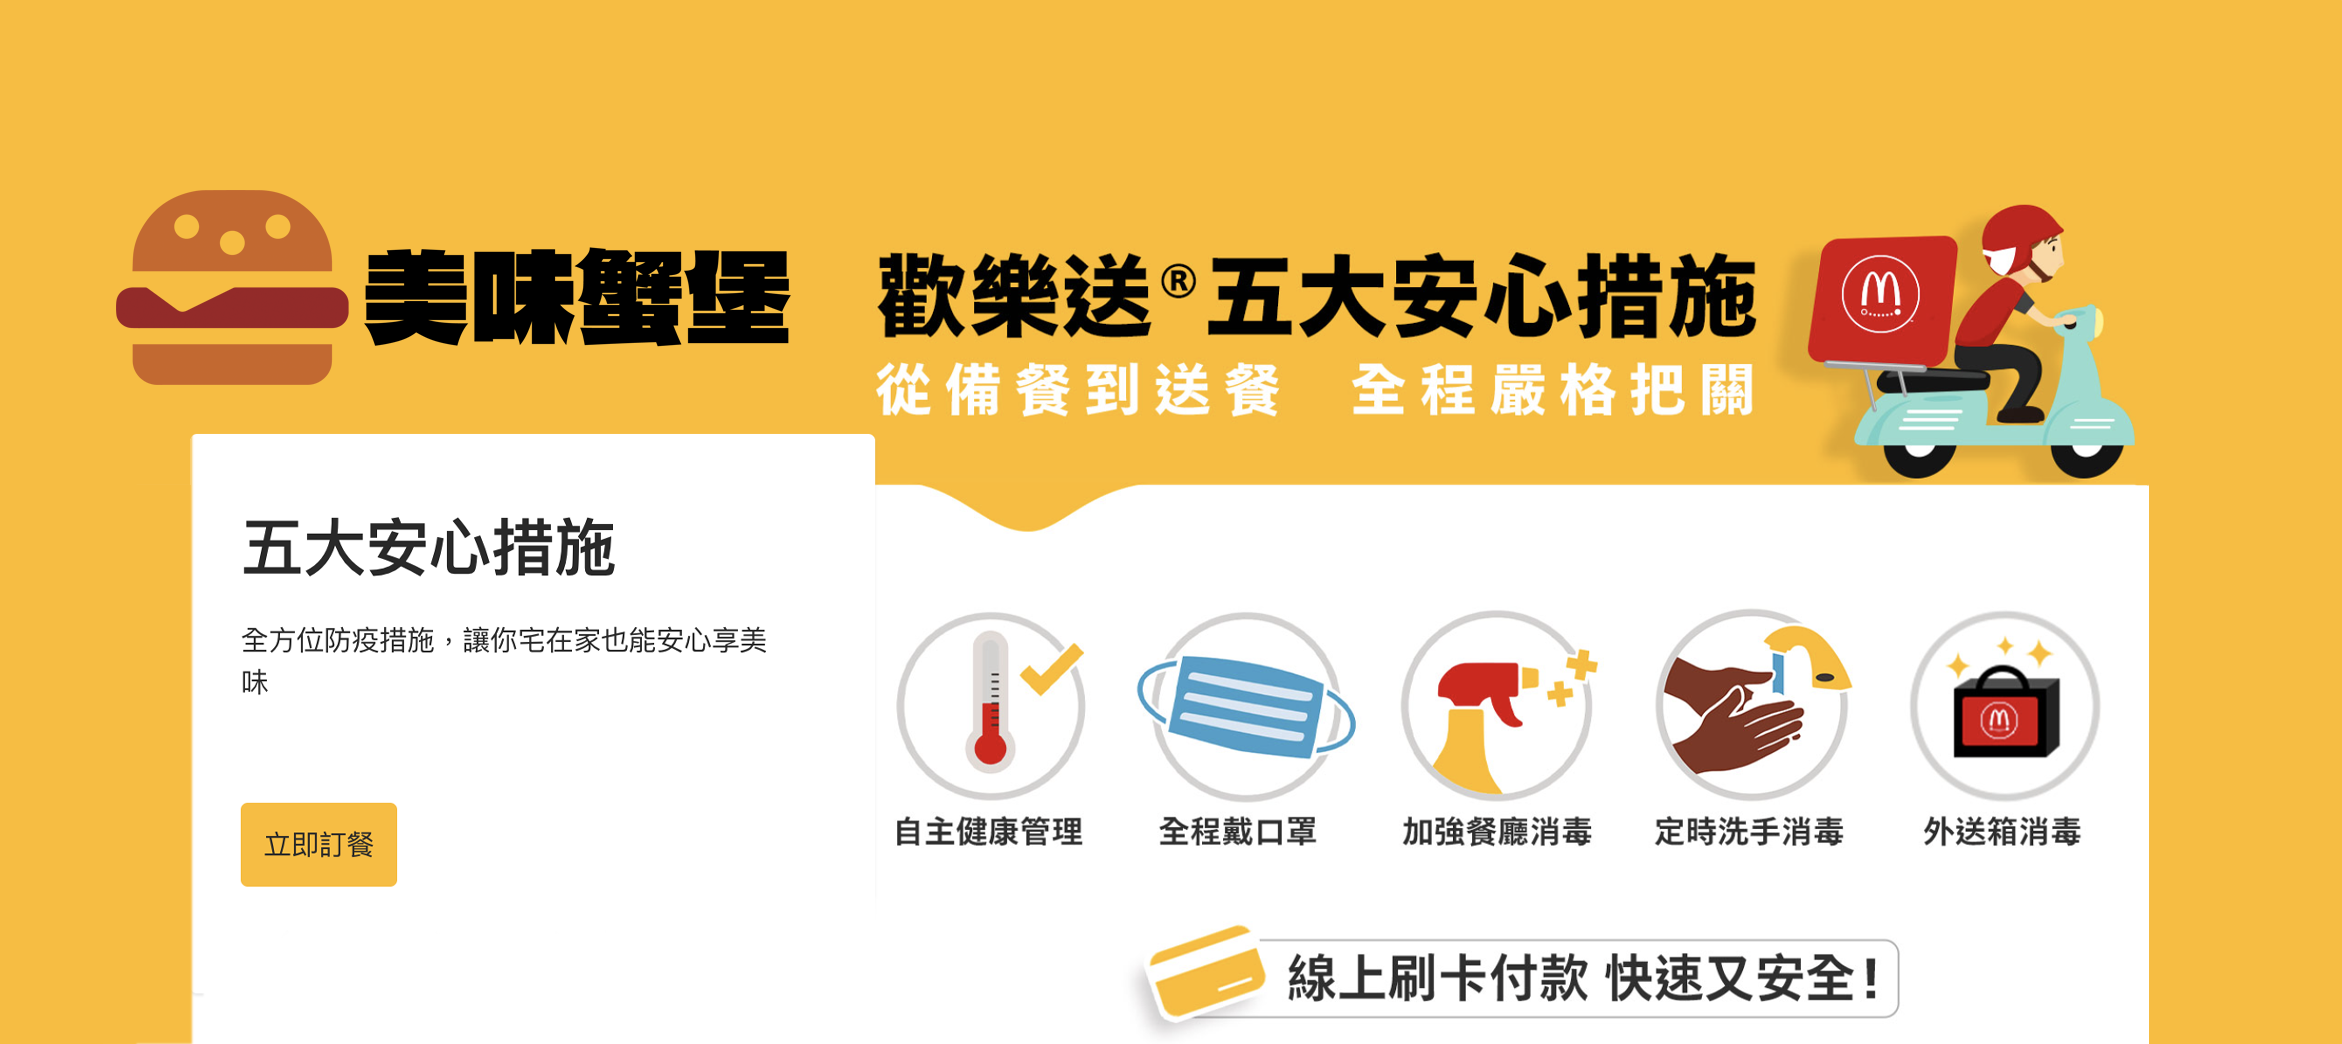 美味蟹堡
歡樂送®五大安心措施
從備餐到送餐 全程嚴格把關
五大安心措施
全方位防疫措施，讓你宅在家也能安心享美
味
立即訂餐
自主健康管理
全程戴口罩
加強餐廳消毒
定時洗手消毒
外送箱消毒
線上刷卡付款 快速又安全！